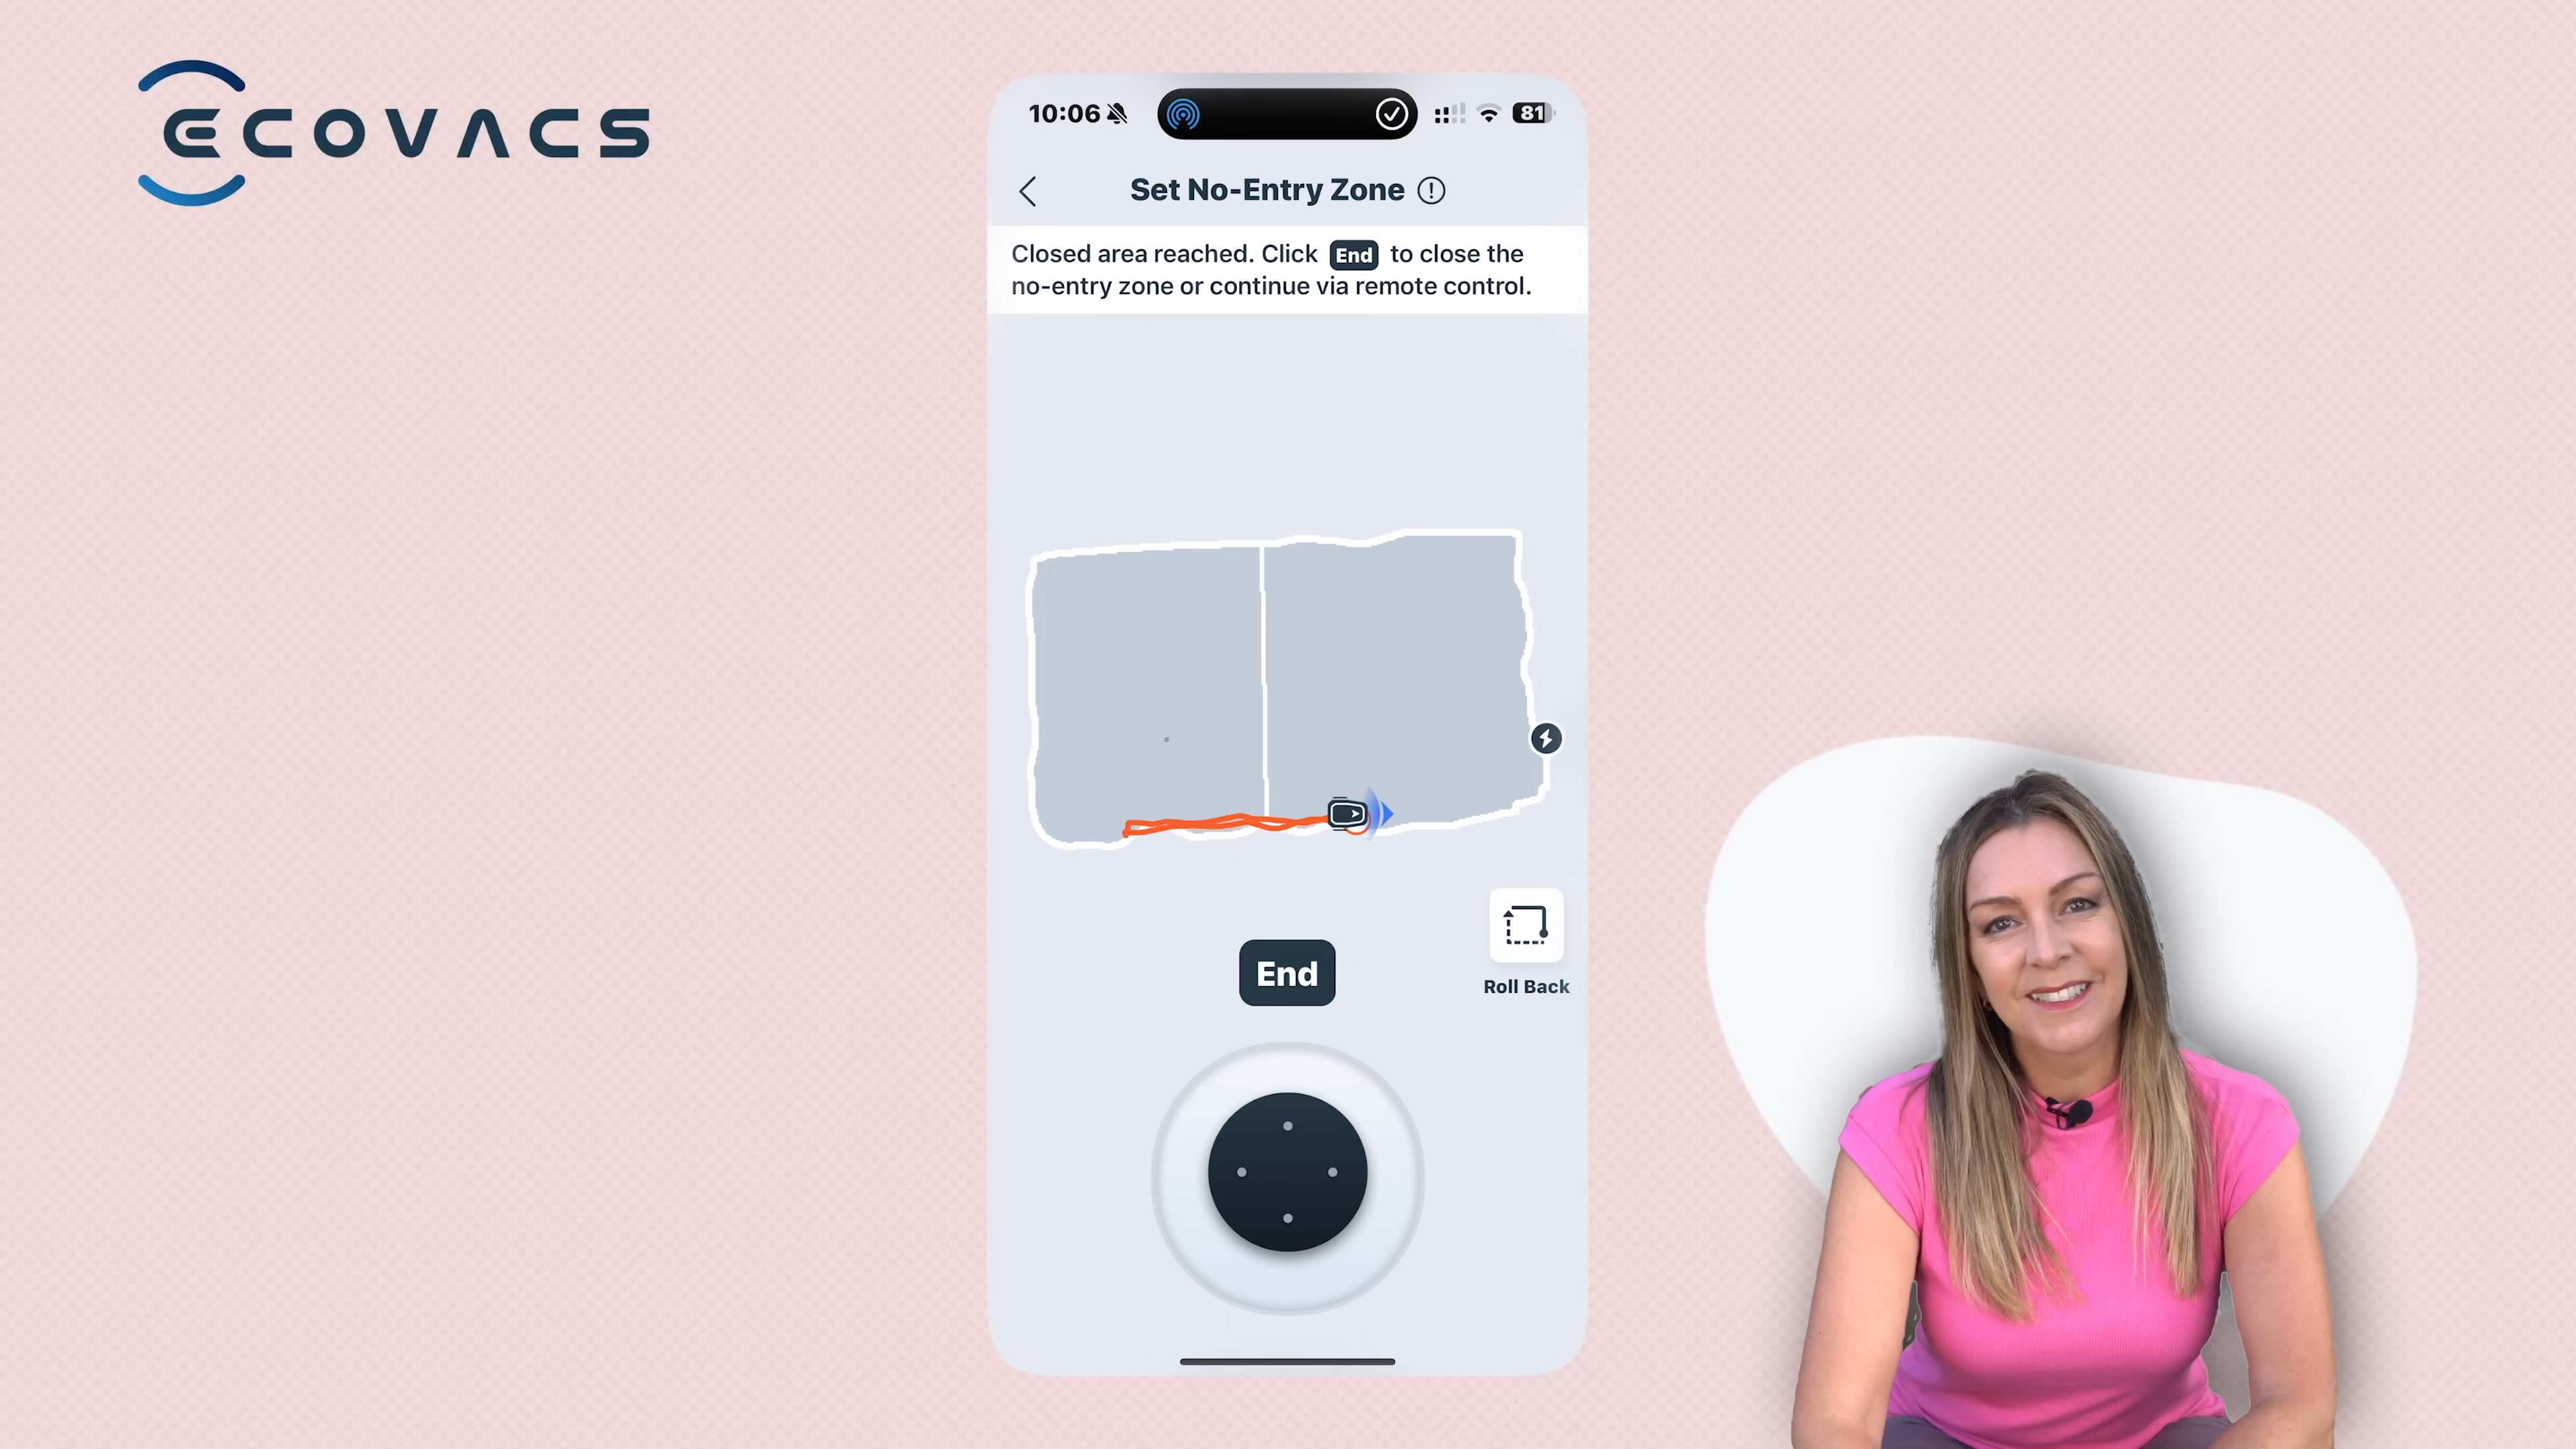 ECOVACS
10:06
81
Set No-Entry Zone
Closed area reached. Click End to close the
no-entry zone or continue via remote control.
Roll Back
End